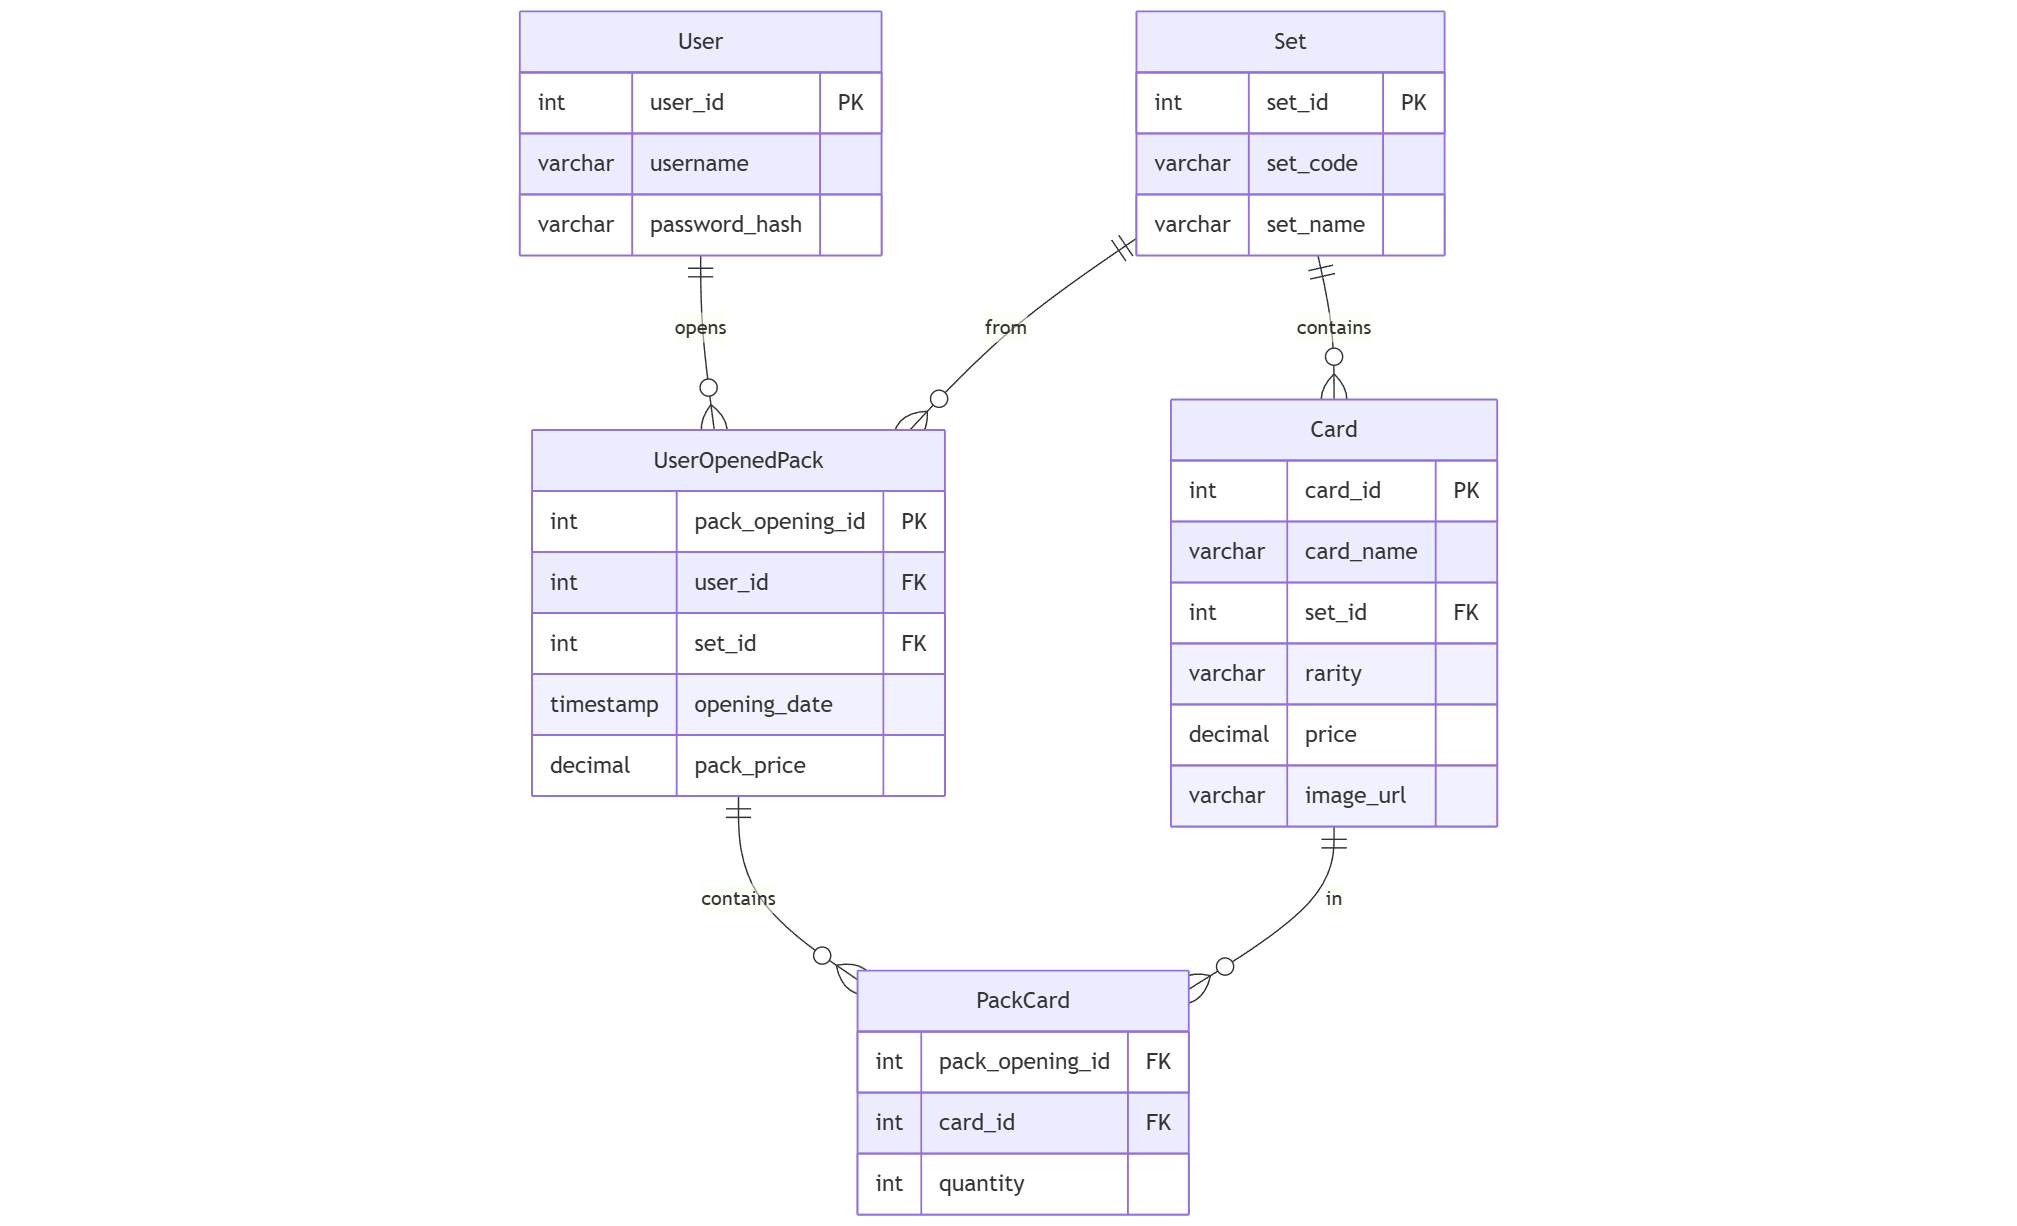 User
int user_id PK
varchar username
varchar password_hash
Set
int set_id PK
varchar set_code
varchar set_name
opens
from
contains
UserOpenedPack
int pack_opening_id PK
int user_id FK
int set_id FK
timestamp opening_date
decimal pack_price
Card
int card_id PK
varchar card_name
int set_id FK
varchar rarity
decimal price
varchar image_url
contains
in
PackCard
int pack_opening_id FK
int card_id FK
int quantity